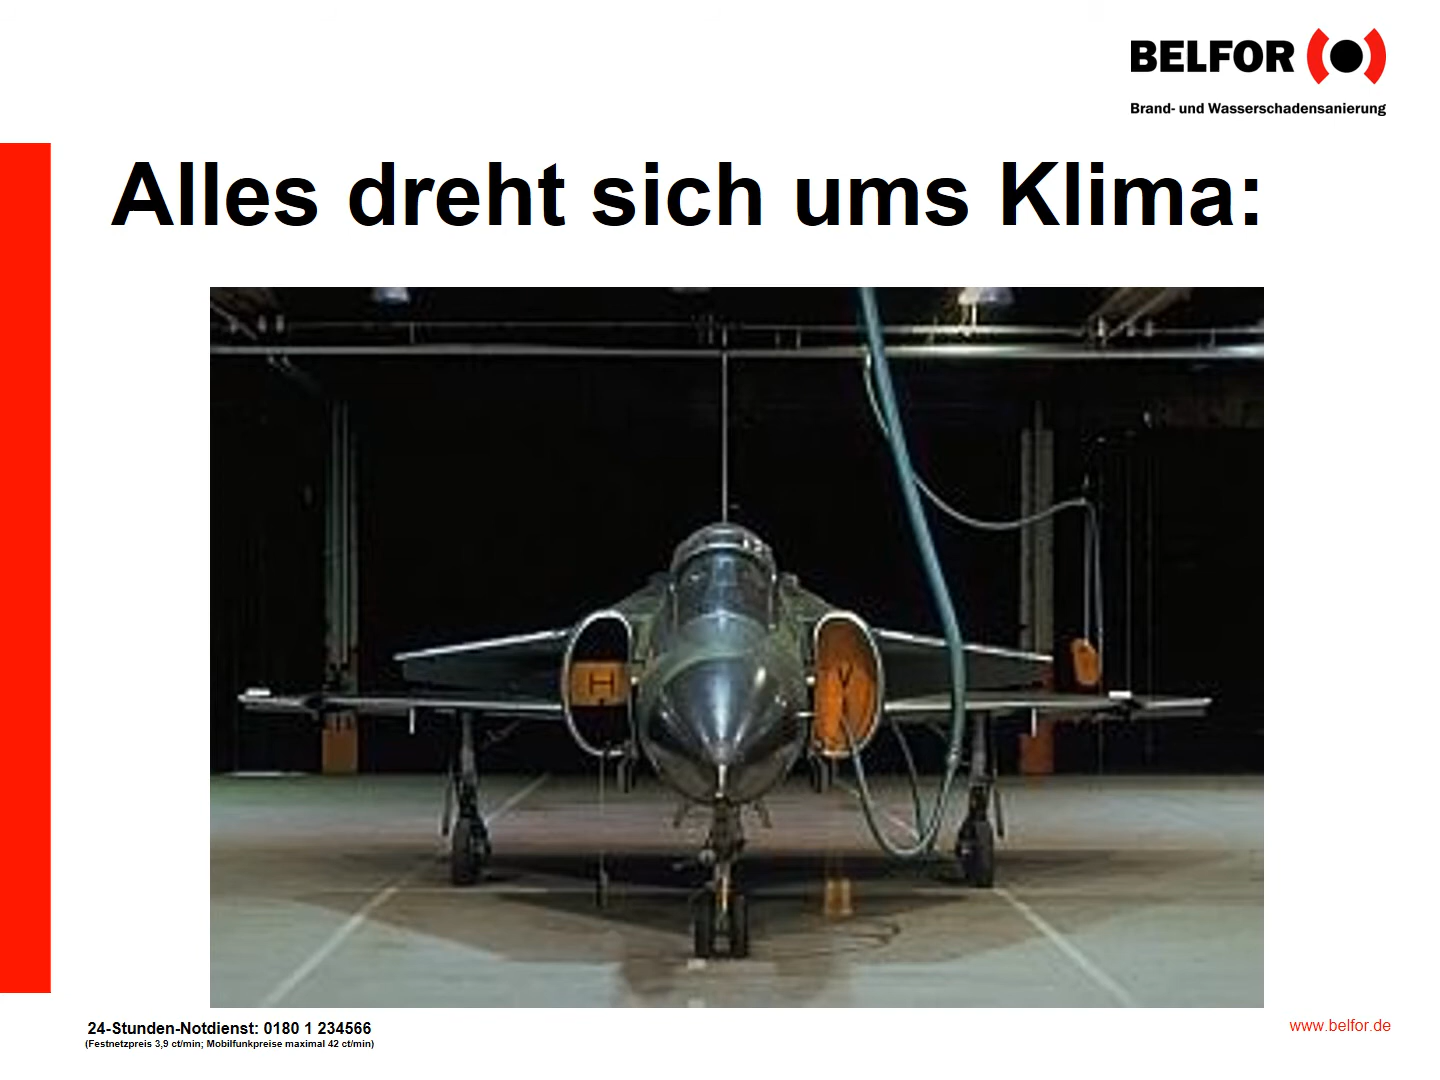 BELFOR
Brand- und Wasserschadensanierung
Alles dreht sich ums Klima:
H
V
24-Stunden-Notdienst: 0180 1 234566
(Festnetzpreis 3,9 ct/min; Mobilfunkpreise maximal 42 ct/min)
www.belfor.de